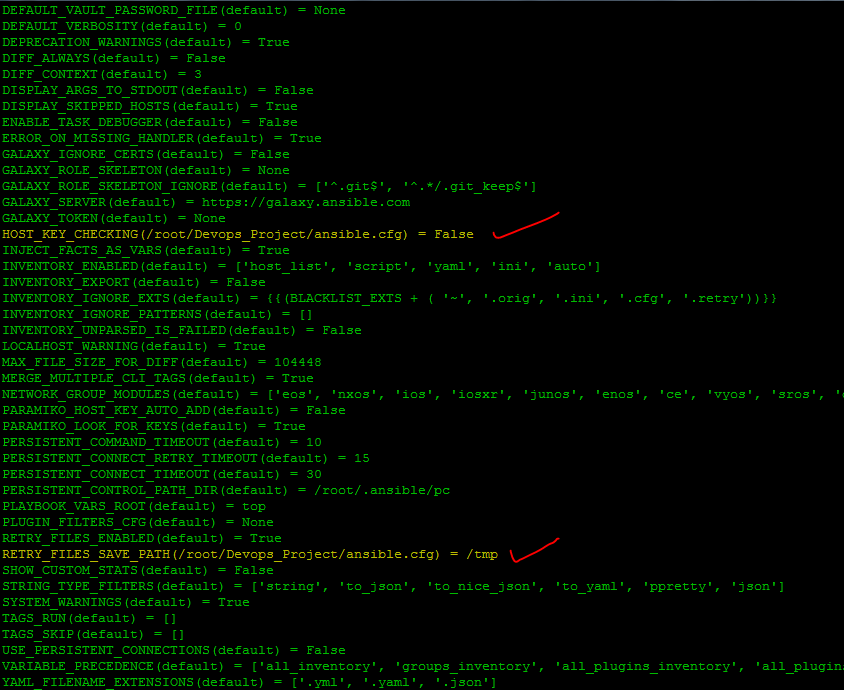 DEFAULT_VAULT_PASSWORD_FILE(default) = None
DEFAULT_VERBOSITY(default) = 0
DEPRECATION_WARNINGS(default) = True
DIFF_ALWAYS(default) = False
DIFF_CONTEXT(default) = 3
DISPLAY_ARGS_TO_STDOUT(default) = False
DISPLAY_SKIPPED_HOSTS(default) = True
ENABLE_TASK_DEBUGGER(default) = False
ERROR_ON_MISSING_HANDLER(default) = True
GALAXY_IGNORE_CERTS(default) = False
GALAXY_ROLE_SKELETON(default) = None
GALAXY_ROLE_SKELETON_IGNORE(default) = ['^.git$', '^.*/.git_keep$']
GALAXY_SERVER(default) = https://galaxy.ansible.com
GALAXY_TOKEN(default) = None
HOST_KEY_CHECKING(/root/Devops_Project/ansible.cfg) = False
INJECT_FACTS_AS_VARS(default) = True
INVENTORY_ENABLED(default) = ['host_list', 'script', 'yaml', 'ini', 'auto']
INVENTORY_EXPORT(default) = False
INVENTORY_IGNORE_EXTS(default) = {{(BLACKLIST_EXTS + ( '~', '.orig', '.ini', '.cfg', '.retry'))}}
INVENTORY_IGNORE_PATTERNS(default) = []
INVENTORY_UNPARSED_IS_FAILED(default) = False
LOCALHOST_WARNING(default) = True
MAX_FILE_SIZE_FOR_DIFF(default) = 104448
MERGE_MULTIPLE_CLI_TAGS(default) = True
NETWORK_GROUP_MODULES(default) = ['eos', 'nxos', 'ios', 'iosxr', 'junos', 'enos', 'ce', 'vyos', 'sros',
PARAMIKO_HOST_KEY_AUTO_ADD(default) = False
PARAMIKO_LOOK_FOR_KEYS(default) = True
PERSISTENT_COMMAND_TIMEOUT(default) = 10
PERSISTENT_CONNECT_RETRY_TIMEOUT(default) = 15
PERSISTENT_CONNECT_TIMEOUT(default) = 30
PERSISTENT_CONTROL_PATH_DIR(default) = /root/.ansible/pc
PLAYBOOK_VARS_ROOT(default) = top
PLUGIN_FILTERS_CFG(default) = None
RETRY_FILES_ENABLED(default) = True
RETRY_FILES_SAVE_PATH(/root/Devops_Project/ansible.cfg) = /tmp
SHOW_CUSTOM_STATS(default) = False
STRING_TYPE_FILTERS(default) = ['string', 'to_json', 'to_nice_json', 'to_yaml', 'ppretty', 'json']
SYSTEM_WARNINGS(default) = True
TAGS_RUN(default) = []
TAGS_SKIP(default) = []
USE_PERSISTENT_CONNECTIONS(default) = False
VARIABLE_PRECEDENCE(default) = ['all_inventory', 'groups_inventory', 'all_plugins_inventory', 'all_plugin
YAML_FILENAME_EXTENSIONS(default) = ['.yml', '.yaml', '.json']